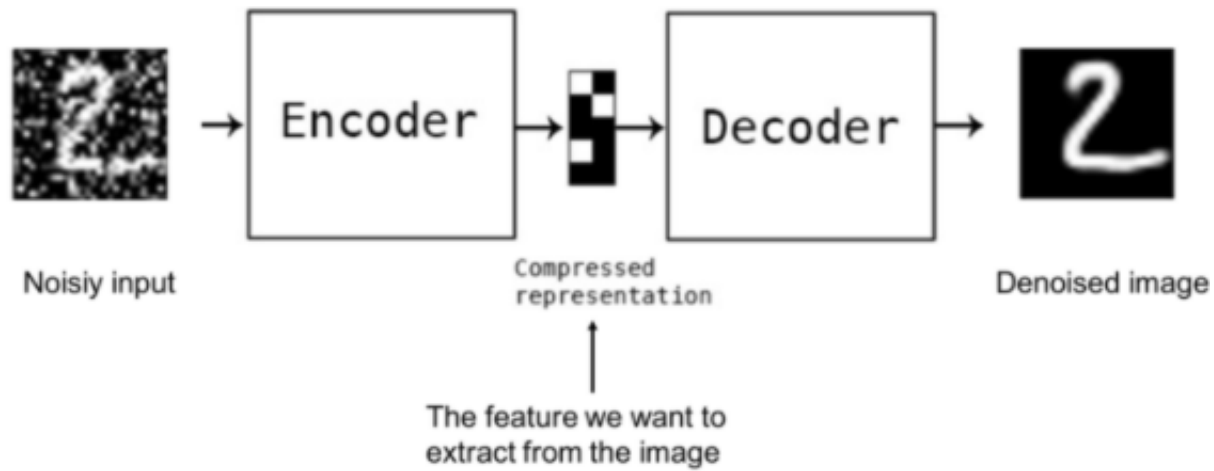 Encoder
Decoder
Noisiy input
Compressed
representation
Denoised image
The feature we want to
extract from the image